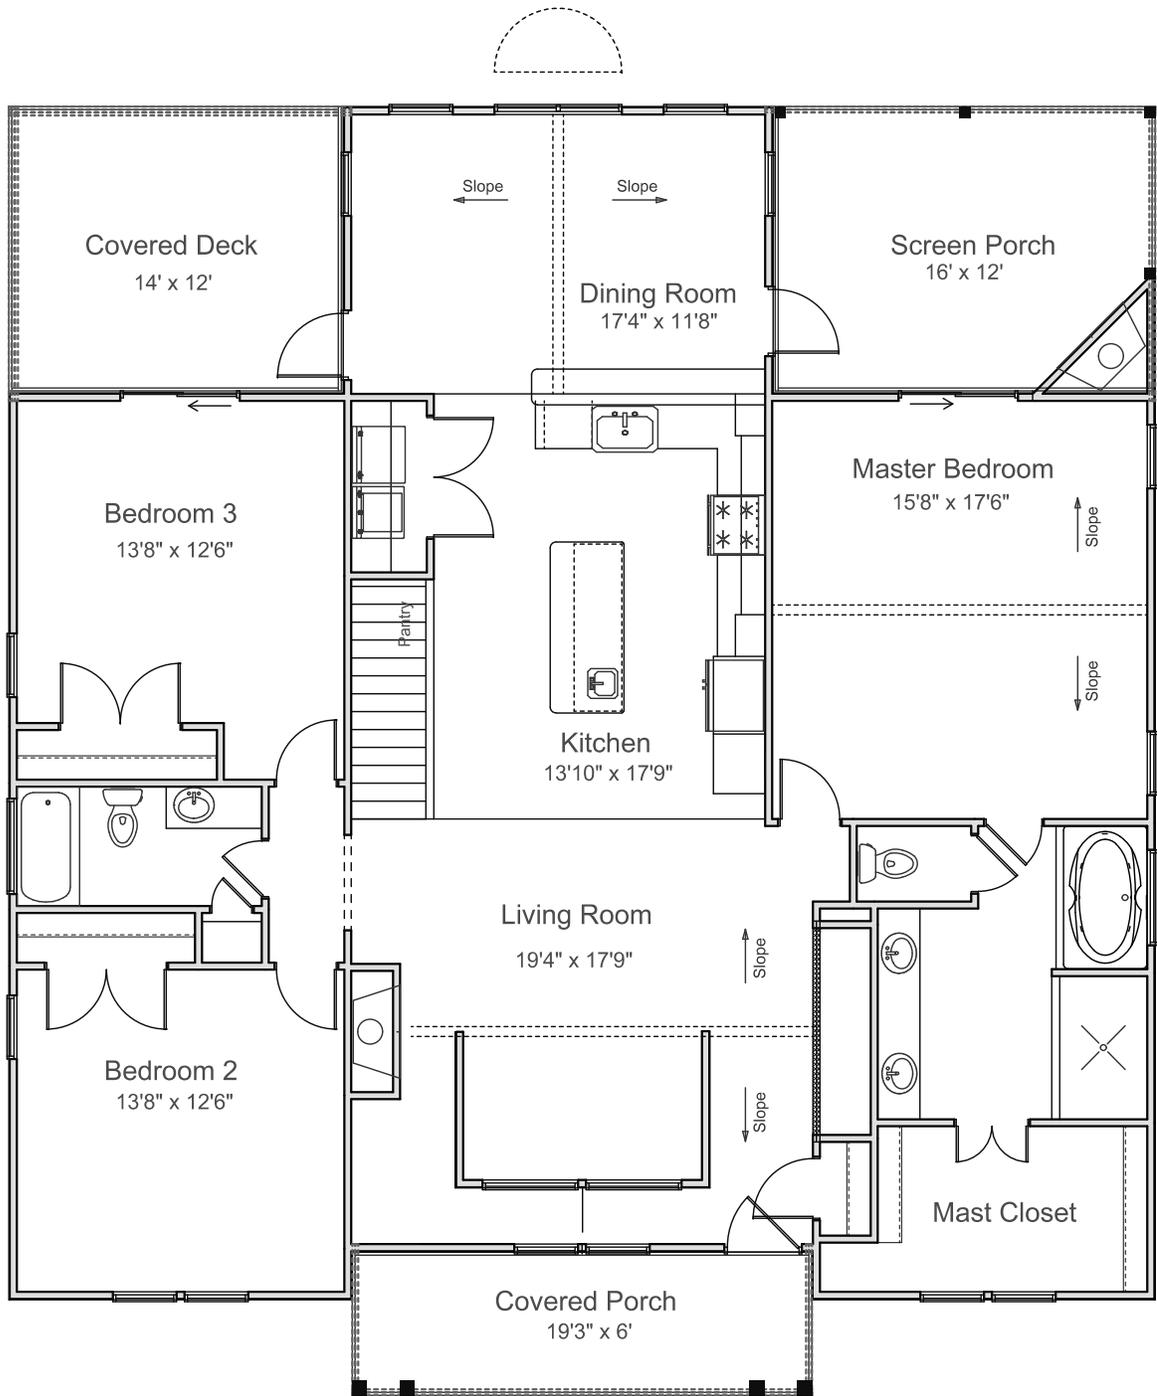 Slope
Slope
Covered Deck
14' x 12'
Screen Porch
16' x 12'
Dining Room
17'4" x 11'8"
Master Bedroom
15'8" x 17'6"
Slope
Bedroom 3
13'8" x 12'6"
Pantry
Slope
Kitchen
13'10" x 17'9"
Living Room
19'4" x 17'9"
Slope
Bedroom 2
13'8" x 12'6"
Slope
Mast Closet
Covered Porch
19'3" x 6'